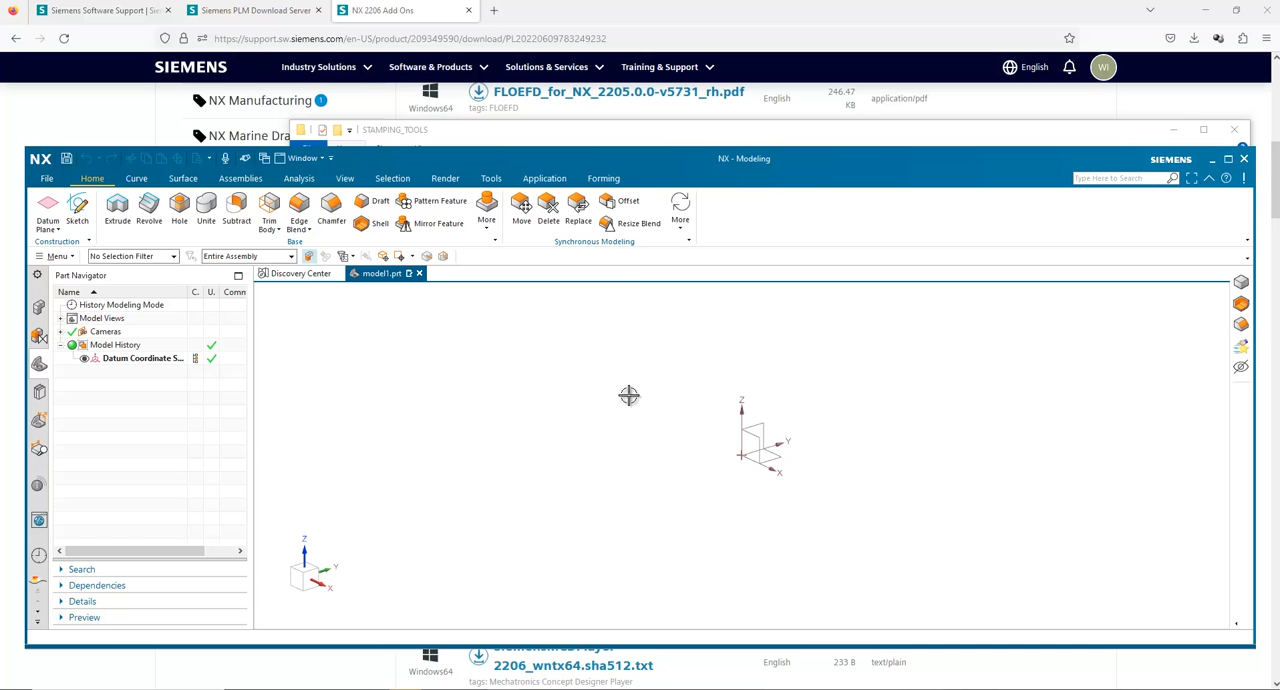 Siemens Software Support | Sie
Siemens PLM Download Server
NX 2206 Add Ons
https://support.sw.siemens.com/en-US/product/209349590/download/PL20220609783249232
SIEMENS
Industry Solutions
Software & Products
Solutions & Services
Training & Support
English
WI
NX Manufacturing 1
Windows64
FLOEFD_for_NX_2205.0.0-v5731_rh.pdf
tags: FLOEFD
English
246.47
KB
application/pdf
NX Marine Dra
STAMPING_TOOLS
NX
Window
NX - Modeling
SIEMENS
File
Home
Curve
Surface
Assemblies
Analysis
View
Selection
Render
Tools
Application
Forming
Type Here to Search
Datum
Plane
Sketch
Extrude
Revolve
Hole
Unite
Subtract
Trim
Body
Edge
Blend
Chamfer
Draft
Shell
Pattern Feature
Mirror Feature
More
Move
Delete
Replace
Offset
Resize Blend
More
Construction
Base
Synchronous Modeling
Menu
No Selection Filter
Entire Assembly
Part Navigator
Discovery Center
model1.prt
Name
C.
U.
Comm
History Modeling Mode
Model Views
Cameras
Model History
Datum Coordinate S...
Z
Y
X
Z
Y
X
Search
Dependencies
Details
Preview
Windows64
2206_wntx64.sha512.txt
tags: Mechatronics Concept Designer Player
English
233 B
text/plain